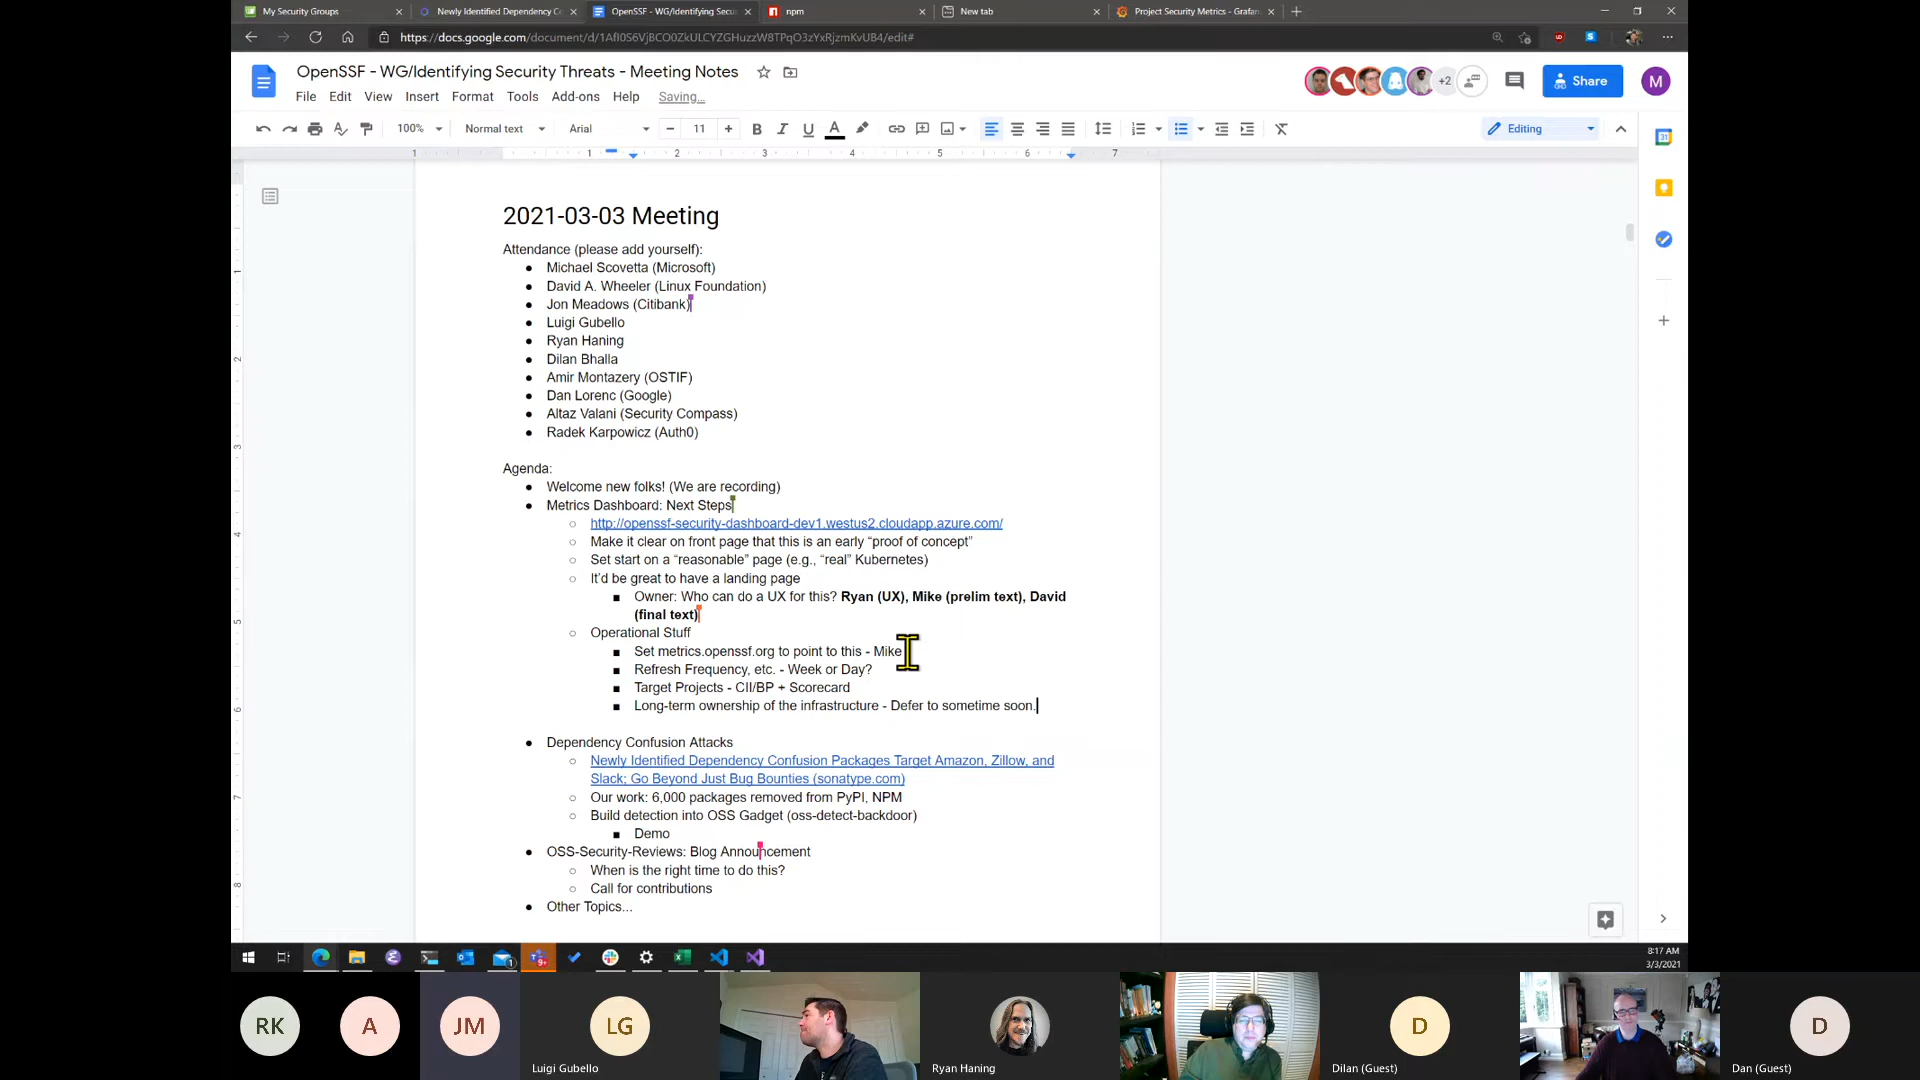 My Security Groups
Newly Identified Dependency Co
OpenSSF - WG/Identifying Secu
npm
New tab
Project Security Metrics - Grafan
https://docs.google.com/document/d/1AfI0S6VjBCO0ZkULCYZGHuzzW8TPqO3zYxRjzmKvUB4/edit#
OpenSSF - WG/Identifying Security Threats - Meeting Notes
+2
Share
M
File Edit View Insert Format Tools Add-ons Help Saving...
100% Normal text Arial 11 B I U A Editing
1 1 2 3 4 5 6 7
2021-03-03 Meeting
Attendance (please add yourself):
● Michael Scovetta (Microsoft)
● David A. Wheeler (Linux Foundation)
● Jon Meadows (Citibank)
● Luigi Gubello
● Ryan Haning
● Dilan Bhalla
● Amir Montazery (OSTIF)
● Dan Lorenc (Google)
● Altaz Valani (Security Compass)
● Radek Karpowicz (Auth0)
Agenda:
● Welcome new folks! (We are recording)
● Metrics Dashboard: Next Steps
○ http://openssf-security-dashboard-dev1.westus2.cloudapp.azure.com/
○ Make it clear on front page that this is an early “proof of concept”
○ Set start on a “reasonable” page (e.g., “real” Kubernetes)
○ It’d be great to have a landing page
■ Owner: Who can do a UX for this? Ryan (UX), Mike (prelim text), David
(final text)
○ Operational Stuff
■ Set metrics.openssf.org to point to this - Mike
■ Refresh Frequency, etc. - Week or Day?
■ Target Projects - CII/BP + Scorecard
■ Long-term ownership of the infrastructure - Defer to sometime soon.
● Dependency Confusion Attacks
○ Newly Identified Dependency Confusion Packages Target Amazon, Zillow, and
Slack; Go Beyond Just Bug Bounties (sonatype.com)
○ Our work: 6,000 packages removed from PyPI, NPM
○ Build detection into OSS Gadget (oss-detect-backdoor)
■ Demo
● OSS-Security-Reviews: Blog Announcement
○ When is the right time to do this?
○ Call for contributions
● Other Topics...
8:17 AM
3/3/2021
RK
A
JM
LG
D
D
Luigi Gubello
Ryan Haning
Dilan (Guest)
Dan (Guest)